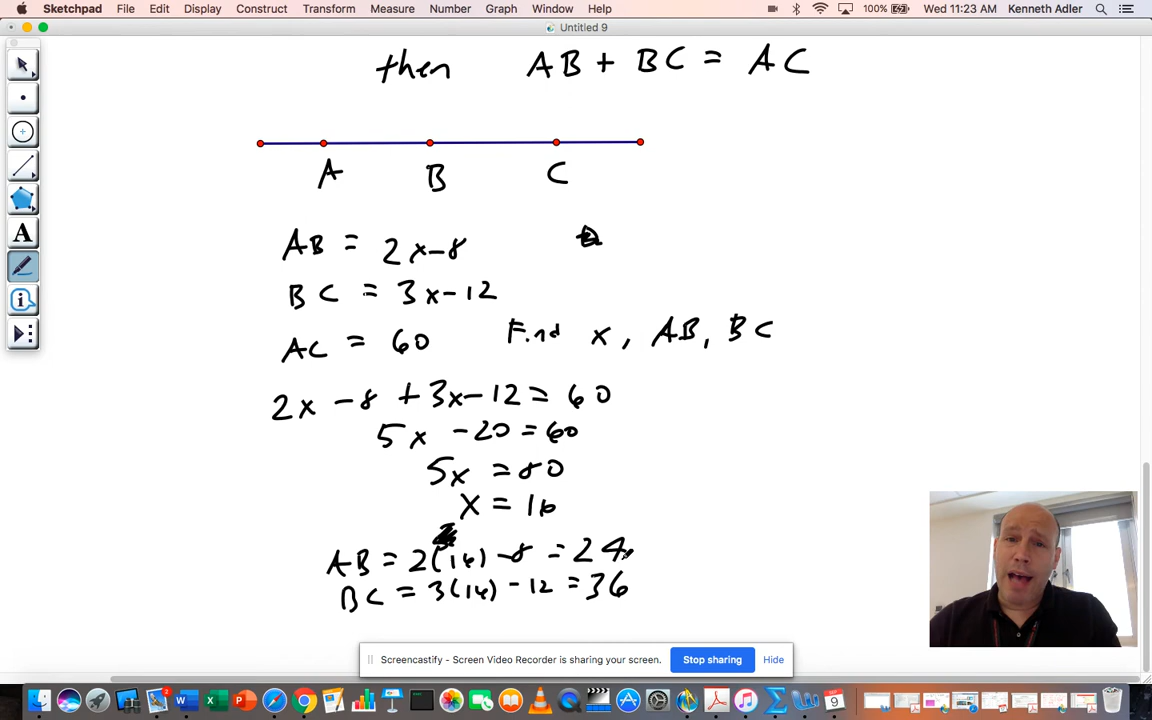 Sketchpad File Edit Display Construct Transform Measure Number Graph Window Help 100% Wed 11:23 AM Kenneth Adler
Untitled 9
then AB + BC = AC
A B C
AB = 2x-8
BC = 3x-12
AC = 60 Find x, AB, BC
2x -8 +3x-12= 60
5x -20 =60
5x =80
x = 16
AB = 2(16) -8 = 24
BC = 3(16) - 12 =36
Screencastify - Screen Video Recorder is sharing your screen. Stop sharing Hide